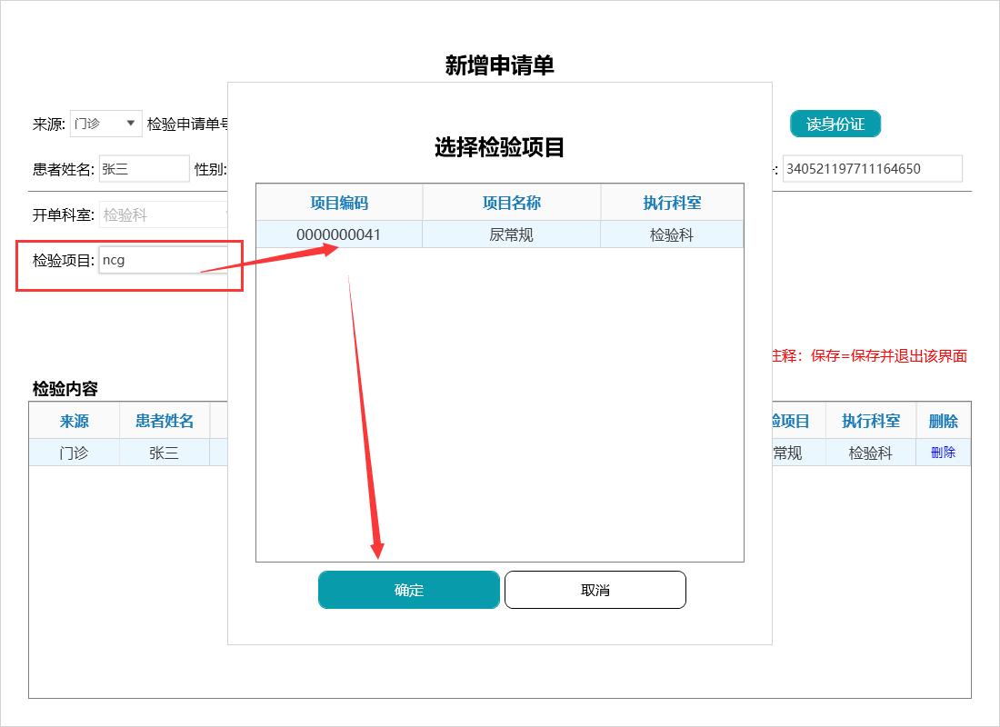 新增申请单
来源: 门诊 检验申请单号
读身份证
患者姓名: 张三 性别:
340521197711164650
开单科室: 检验科
检验项目: ncg
选择检验项目
项目编码 项目名称 执行科室
0000000041 尿常规 检验科
注释：保存=保存并退出该界面
检验内容
来源 患者姓名 验项目 执行科室 删除
门诊 张三 常规 检验科 删除
确定 取消